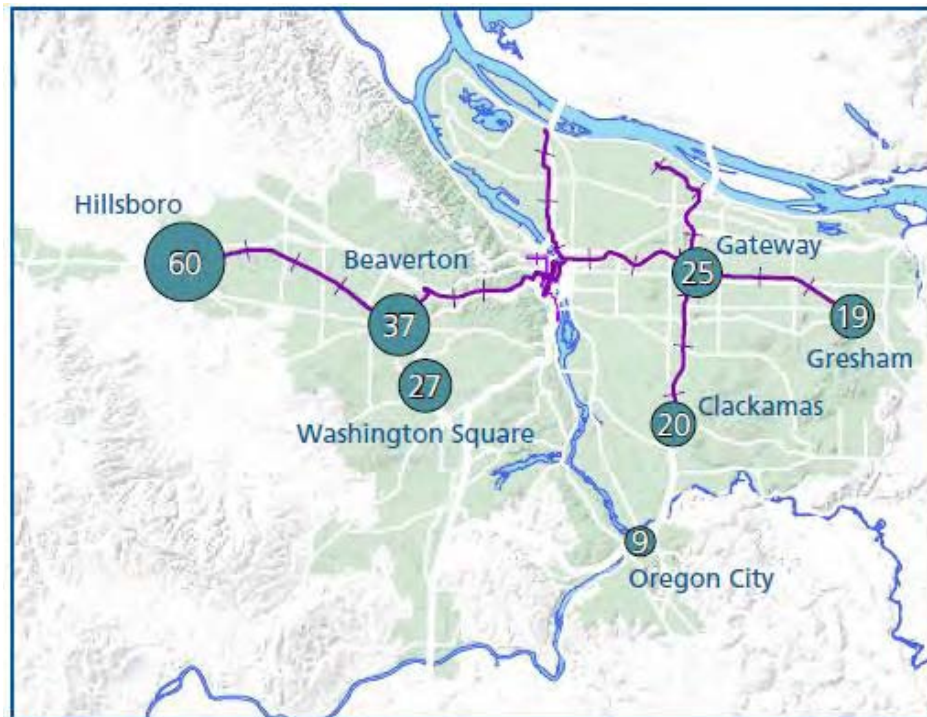 Hillsboro
60
Beaverton
37
27
Washington Square
Gateway
25
19
Gresham
Clackamas
20
9
Oregon City